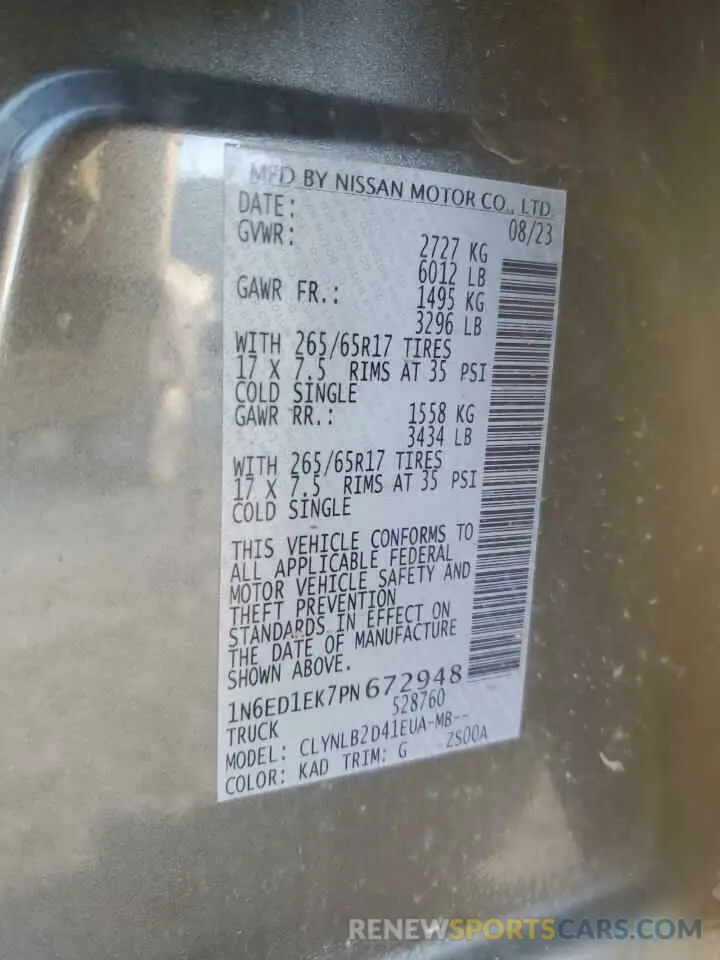 MFD BY NISSAN MOTOR CO., LTD.
DATE: 08/23
GVWR: 2727 KG
6012 LB
GAWR FR.: 1495 KG
3296 LB
WITH 265/65R17 TIRES
17 X 7.5 RIMS AT 35 PSI
COLD SINGLE
GAWR RR.: 1558 KG
3434 LB
WITH 265/65R17 TIRES
17 X 7.5 RIMS AT 35 PSI
COLD SINGLE
THIS VEHICLE CONFORMS TO
ALL APPLICABLE FEDERAL
MOTOR VEHICLE SAFETY AND
THEFT PREVENTION
STANDARDS IN EFFECT ON
THE DATE OF MANUFACTURE
SHOWN ABOVE.
1N6ED1EK7PN672948
TRUCK 528760
MODEL: CLYNLB2D41EUA-MB--
COLOR: KAD TRIM: G ZS00A
RENEWSPORTSCARS.COM